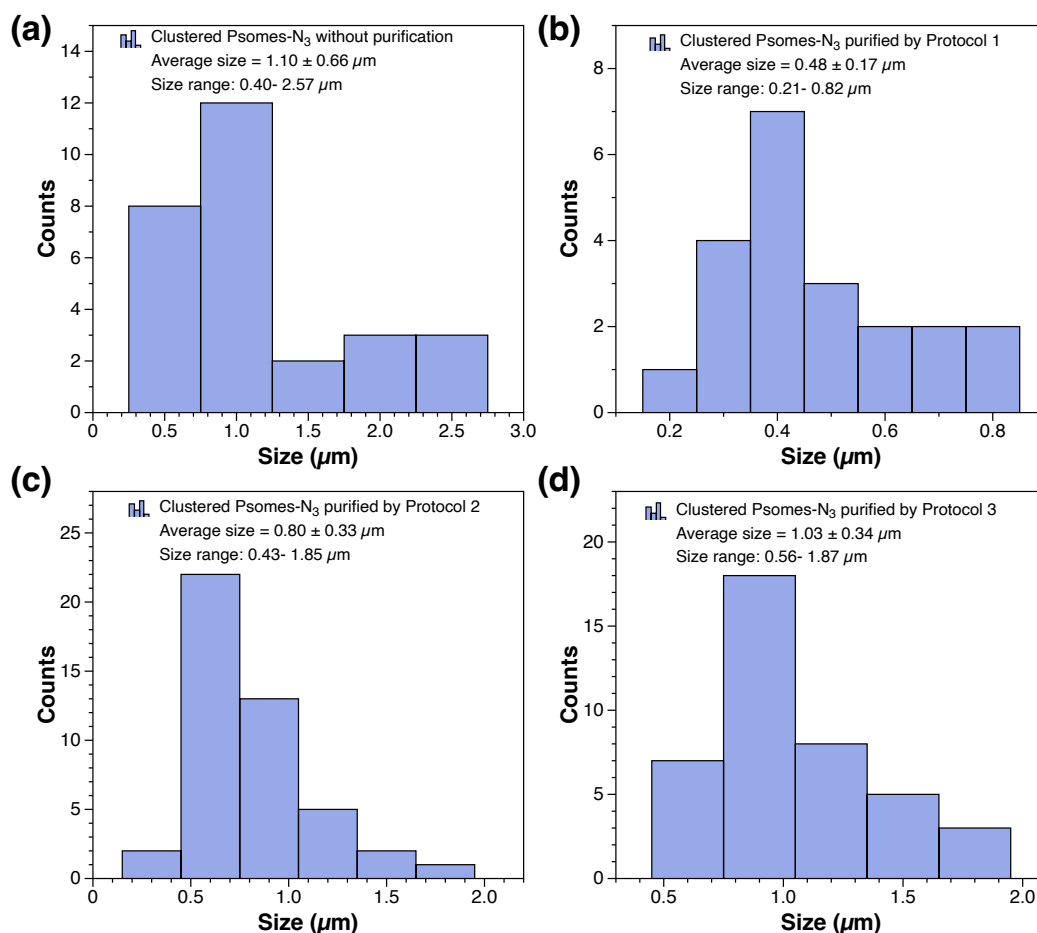 (a)
Clustered Psomes-N₃ without purification
Average size = 1.10 ± 0.66 µm
Size range: 0.40- 2.57 µm
14
12
10
8
6
4
2
0
Counts
0 0.5 1.0 1.5 2.0 2.5 3.0
Size (µm)
(b)
Clustered Psomes-N₃ purified by Protocol 1
Average size = 0.48 ± 0.17 µm
Size range: 0.21- 0.82 µm
8
6
4
2
0
Counts
0.2 0.4 0.6 0.8
Size (µm)
(c)
Clustered Psomes-N₃ purified by Protocol 2
Average size = 0.80 ± 0.33 µm
Size range: 0.43- 1.85 µm
25
20
15
10
5
0
Counts
0 0.5 1.0 1.5 2.0
Size (µm)
(d)
Clustered Psomes-N₃ purified by Protocol 3
Average size = 1.03 ± 0.34 µm
Size range: 0.56- 1.87 µm
20
15
10
5
0
Counts
0.5 1.0 1.5 2.0
Size (µm)